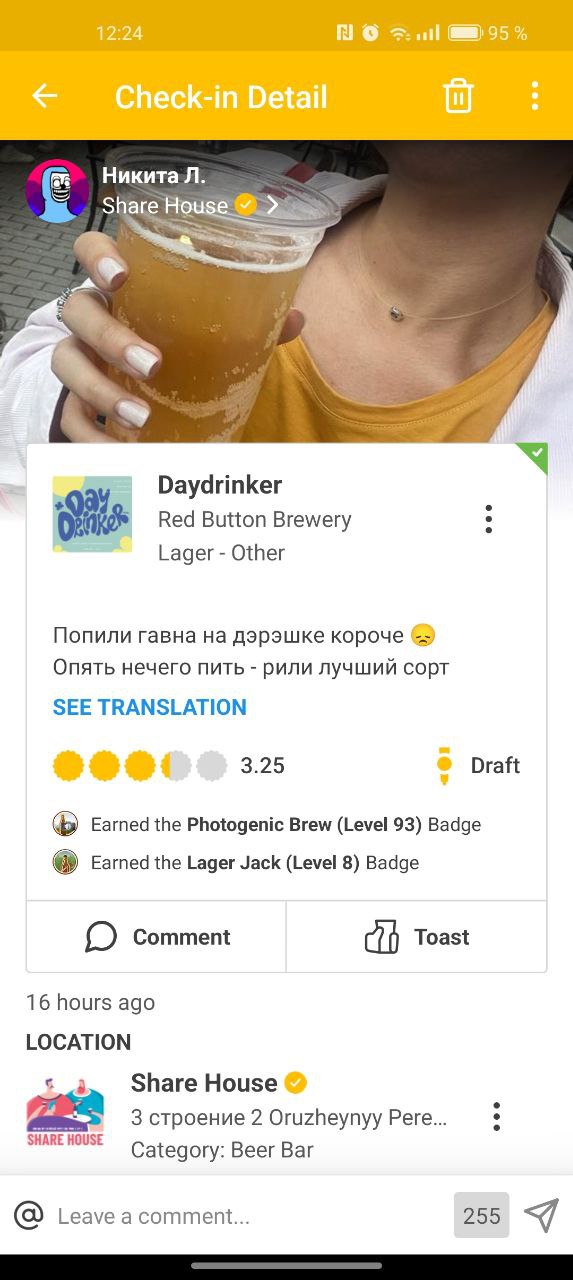 12:24
95 %
Check-in Detail
Никита Л.
Share House
Daydrinker
Red Button Brewery
Lager - Other
Day
Drinker
Попили гавна на дэрэшке короче 😞
Опять нечего пить - рили лучший сорт
SEE TRANSLATION
3.25
Draft
Earned the Photogenic Brew (Level 93) Badge
Earned the Lager Jack (Level 8) Badge
Comment
Toast
16 hours ago
LOCATION
Share House
3 строение 2 Oruzheynyy Pere...
Category: Beer Bar
SHARE HOUSE
@ Leave a comment...
255